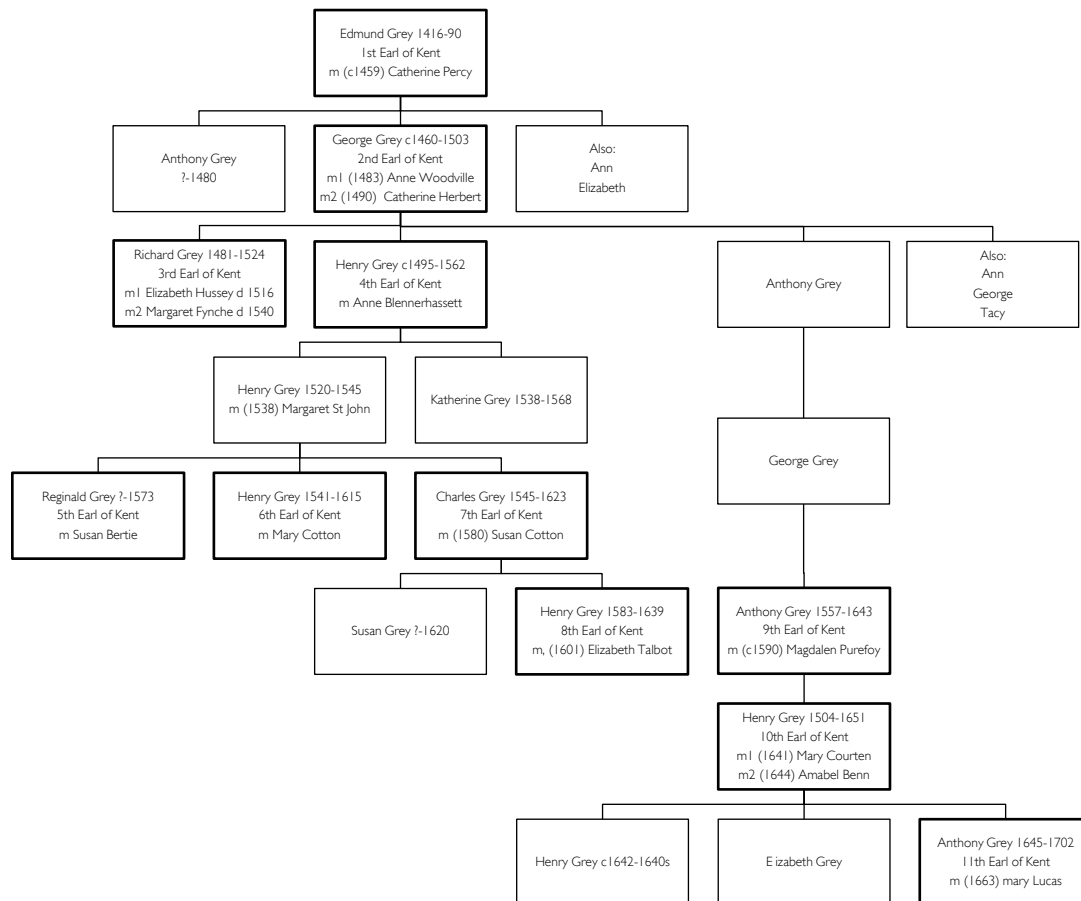 Edmund Grey 1416-90
1st Earl of Kent
m (c1459) Catherine Percy
Anthony Grey
?-1480
George Grey c1460-1503
2nd Earl of Kent
m1 (1483) Anne Woodville
m2 (1490) Catherine Herbert
Also:
Ann
Elizabeth
Richard Grey 1481-1524
3rd Earl of Kent
m1 Elizabeth Hussey d 1516
m2 Margaret Fynche d 1540
Henry Grey c1495-1562
4th Earl of Kent
m Anne Blennerhassett
Anthony Grey
Also:
Ann
George
Tacy
Henry Grey 1520-1545
m (1538) Margaret St John
Katherine Grey 1538-1568
George Grey
Reginald Grey ?-1573
5th Earl of Kent
m Susan Bertie
Henry Grey 1541-1615
6th Earl of Kent
m Mary Cotton
Charles Grey 1545-1623
7th Earl of Kent
m (1580) Susan Cotton
Susan Grey ?-1620
Henry Grey 1583-1639
8th Earl of Kent
m, (1601) Elizabeth Talbot
Anthony Grey 1557-1643
9th Earl of Kent
m (c1590) Magdalen Purefoy
Henry Grey 1504-1651
10th Earl of Kent
m1 (1641) Mary Courten
m2 (1644) Amabel Benn
Henry Grey c1642-1640s
E izabeth Grey
Anthony Grey 1645-1702
11th Earl of Kent
m (1663) mary Lucas